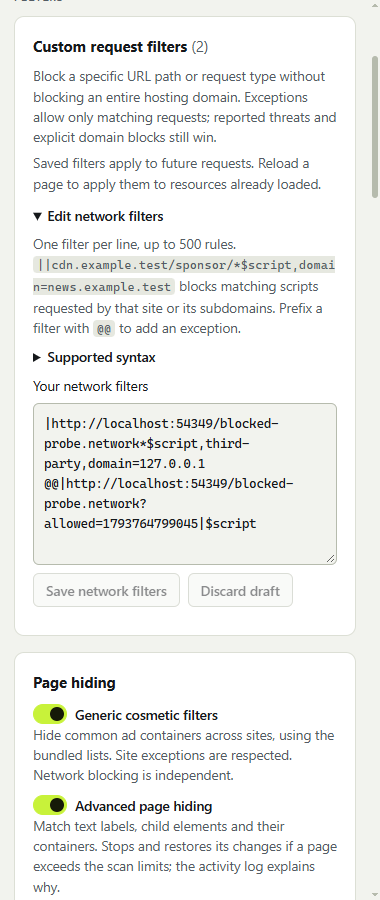 Custom request filters (2)
Block a specific URL path or request type without
blocking an entire hosting domain. Exceptions
allow only matching requests; reported threats and
explicit domain blocks still win.
Saved filters apply to future requests. Reload a
page to apply them to resources already loaded.
▼ Edit network filters
One filter per line, up to 500 rules.
||cdn.example.test/sponsor/*$script,domai
n=news.example.test blocks matching scripts
requested by that site or its subdomains. Prefix a
filter with @@ to add an exception.
▶ Supported syntax
Your network filters
|http://localhost:54349/blocked-
probe.network*$script,third-
party,domain=127.0.0.1
@@|http://localhost:54349/blocked-
probe.network?
allowed=1793764799045|$script
Save network filters Discard draft
Page hiding
Generic cosmetic filters
Hide common ad containers across sites, using the
bundled lists. Site exceptions are respected.
Network blocking is independent.
Advanced page hiding
Match text labels, child elements and their
containers. Stops and restores its changes if a page
exceeds the scan limits; the activity log explains
why.